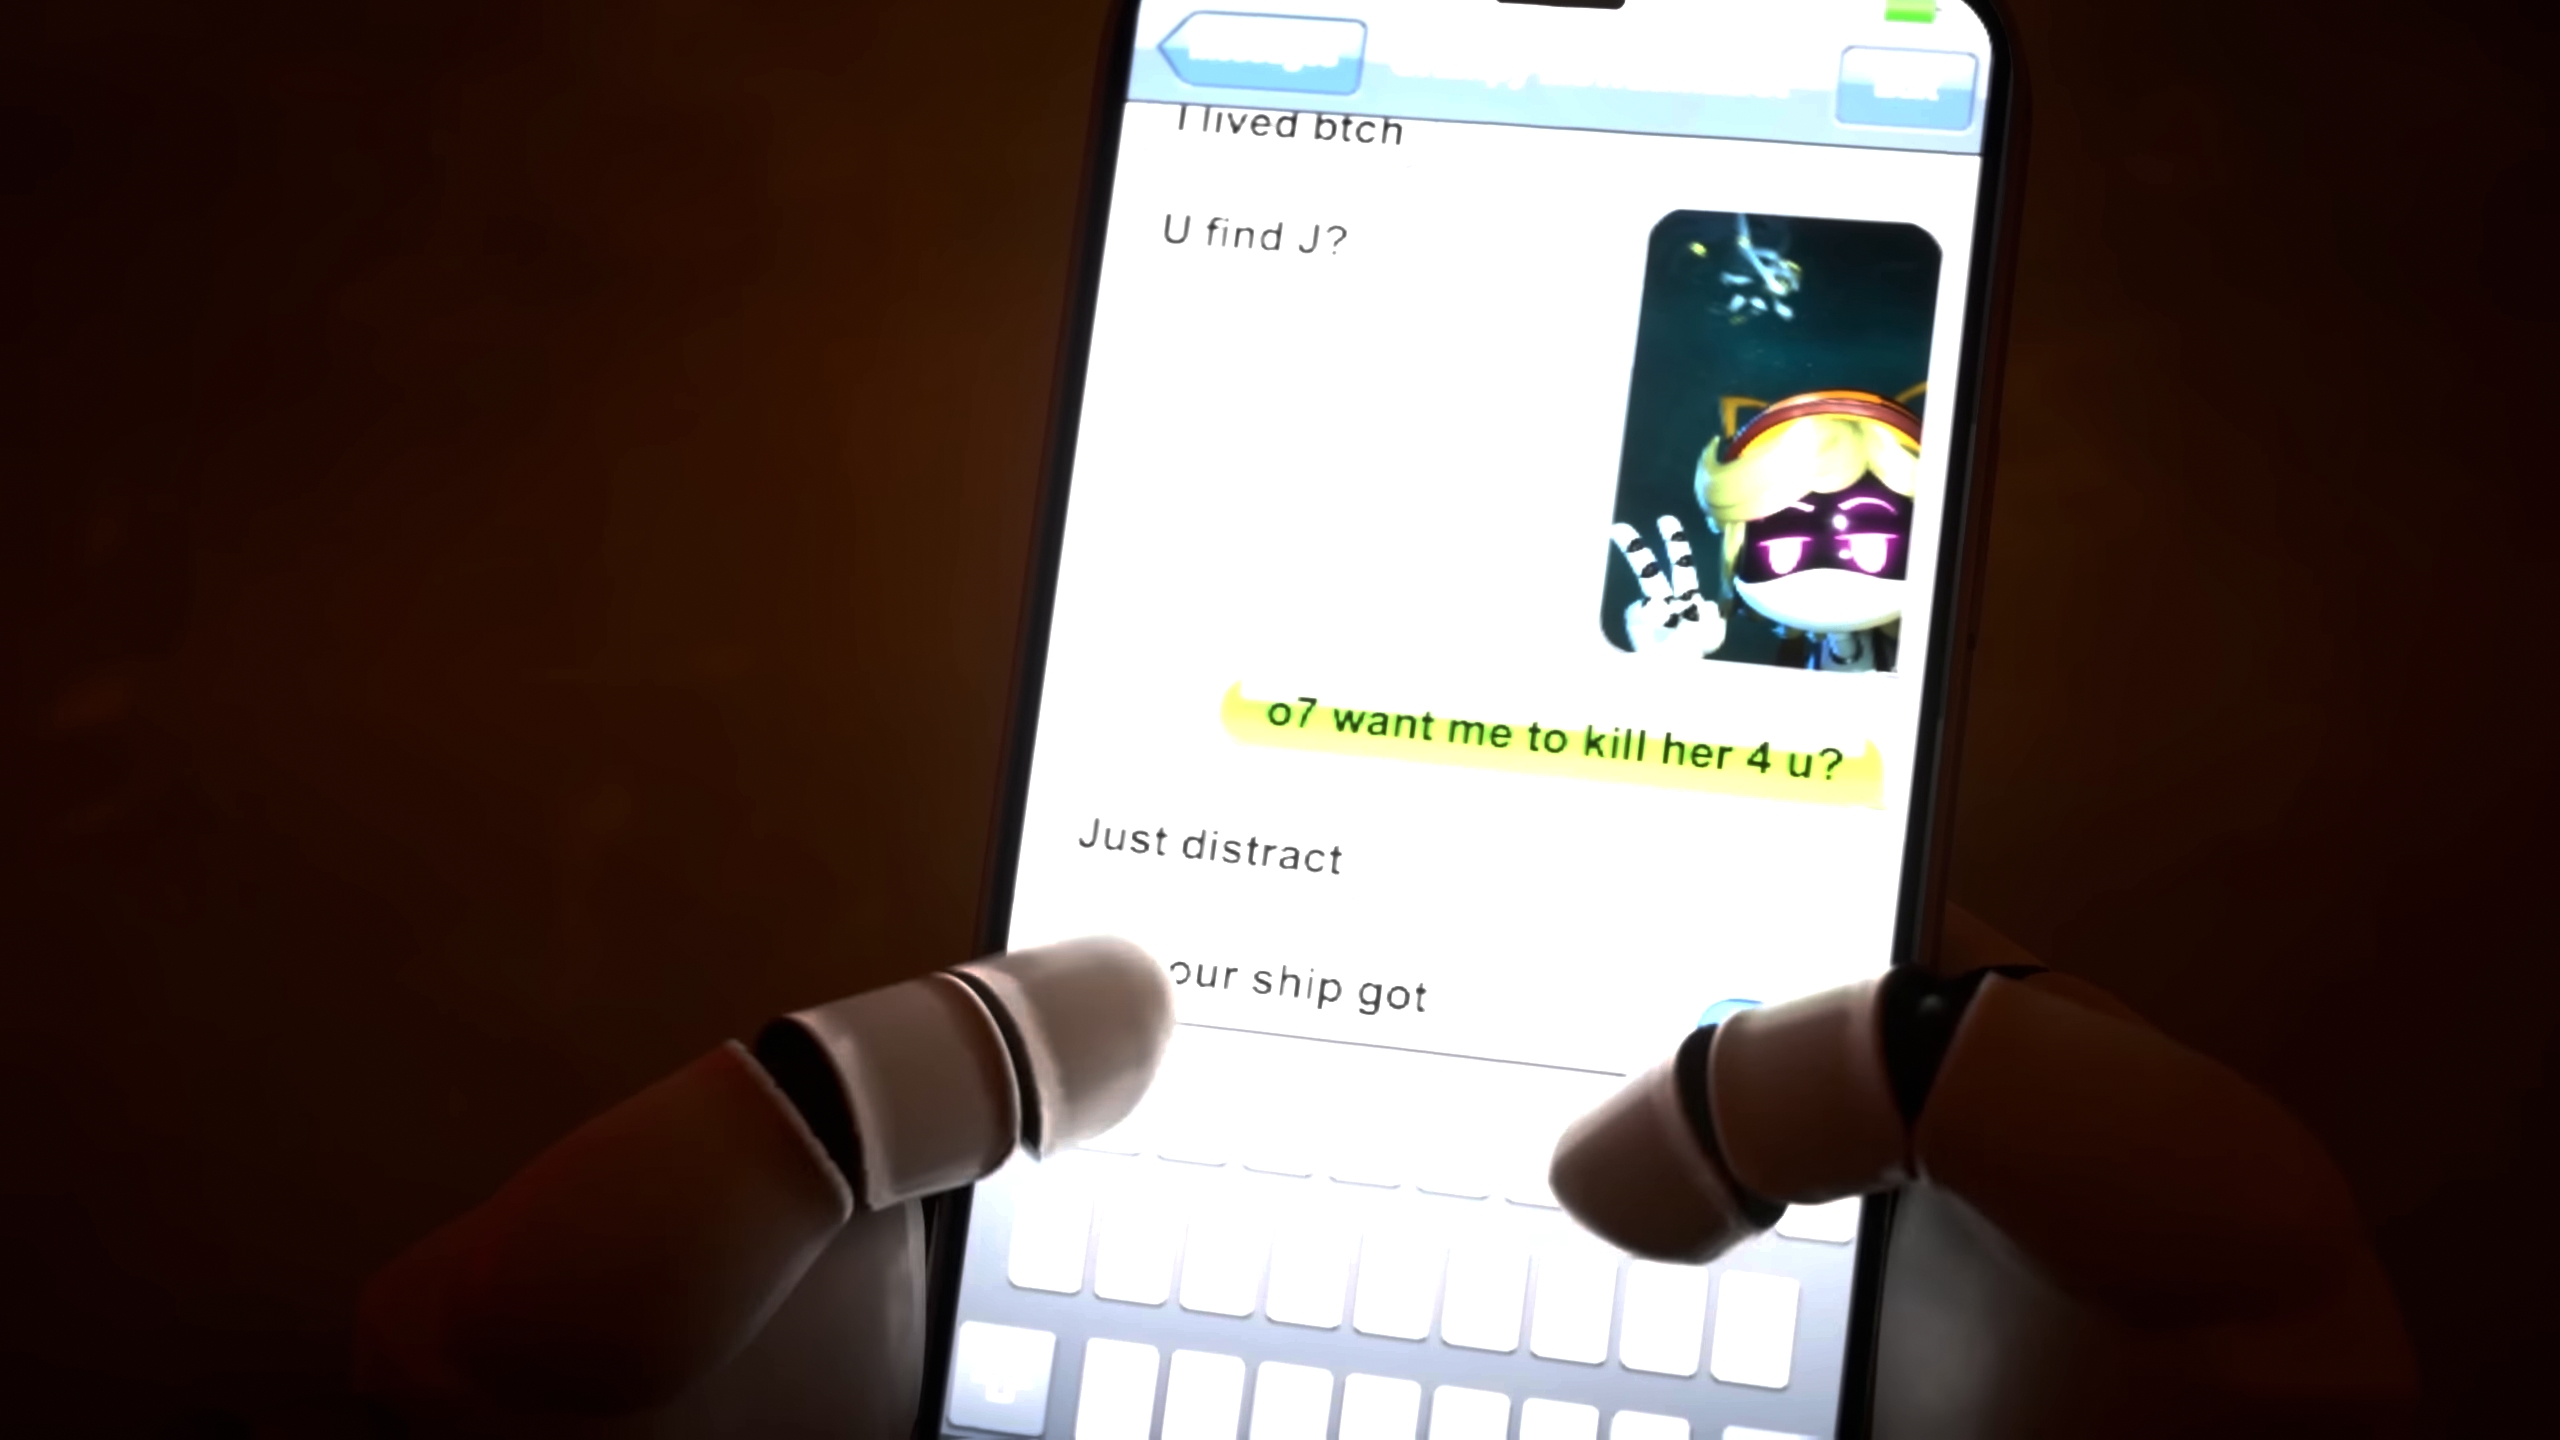 I lived btch
U find J?
o7 want me to kill her 4 u?
Just distract
our ship got